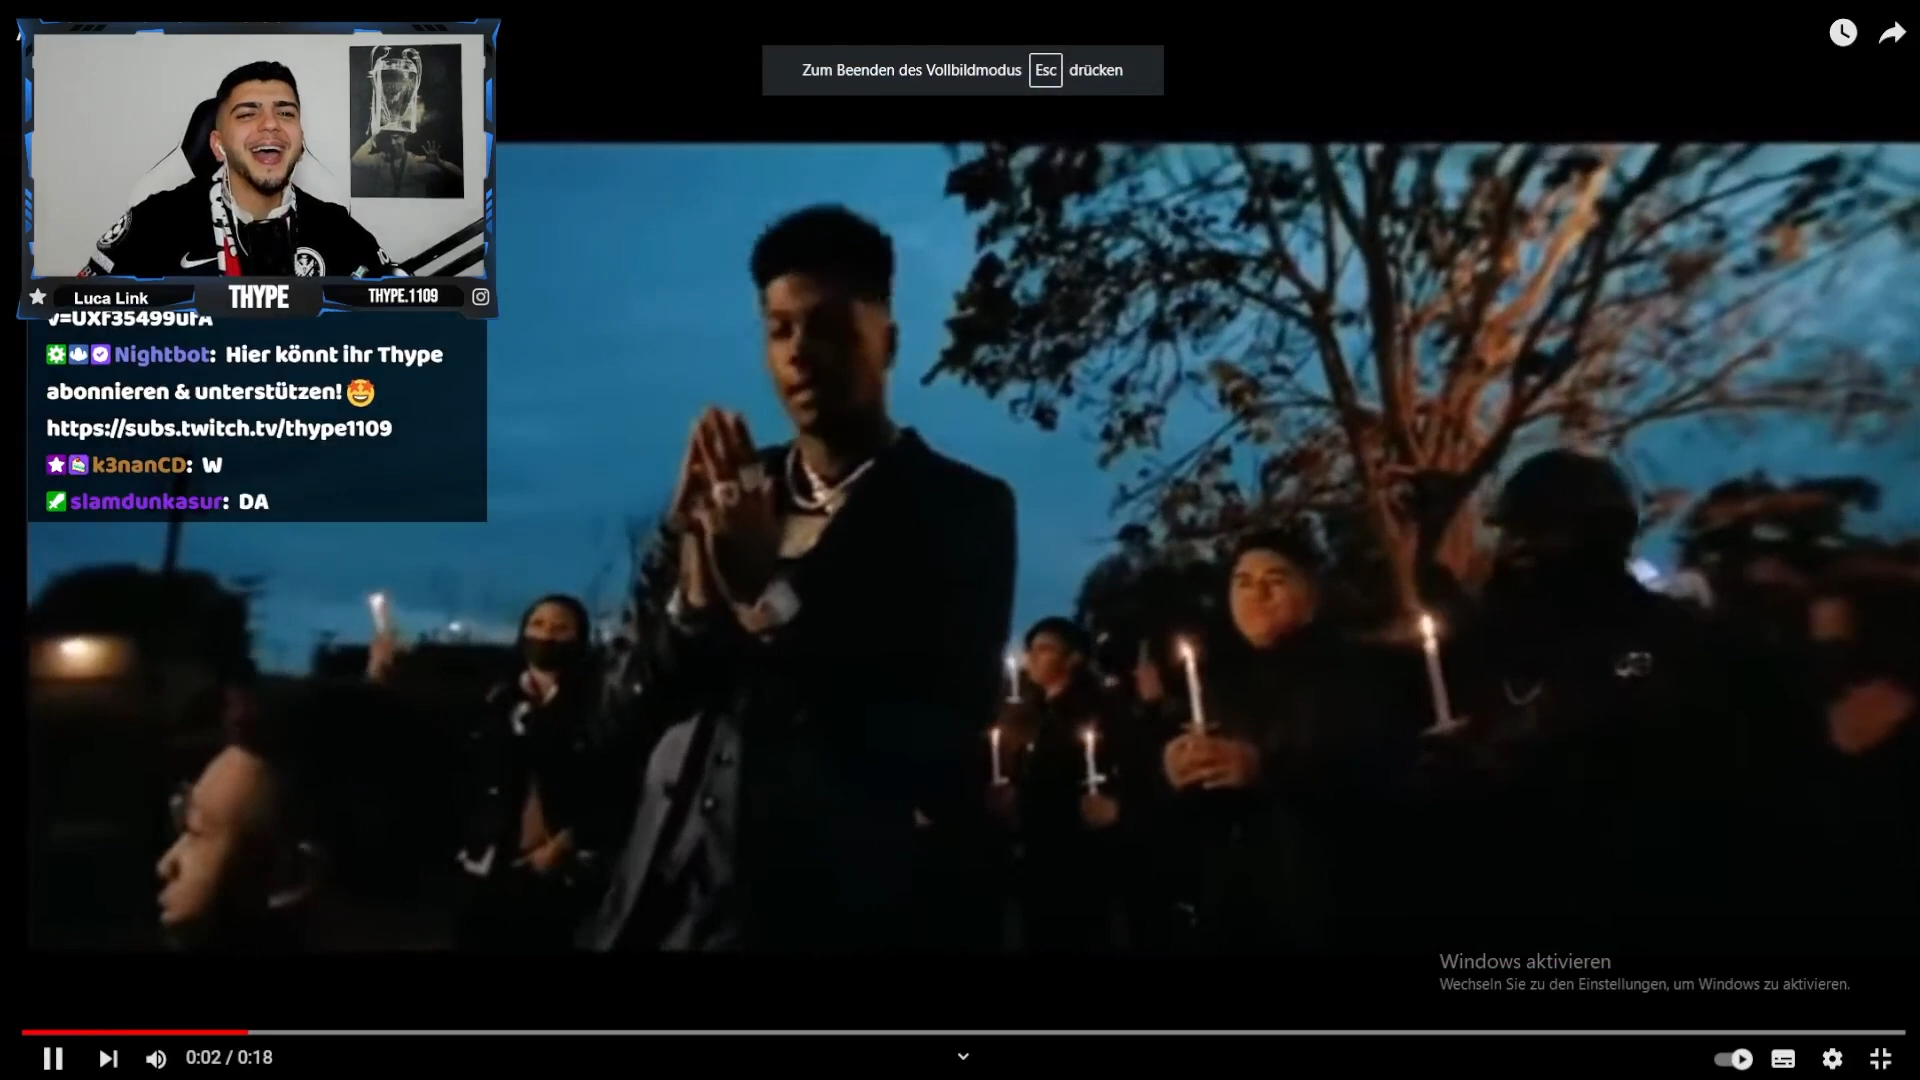 Zum Beenden des Vollbildmodus Esc drücken
Luca Link
THYPE
THYPE.1109
v=UXF35499ufA
Nightbot: Hier könnt ihr Thype
abonnieren & unterstützen!
https://subs.twitch.tv/thype1109
k3nanCD: W
slamdunkasur: DA
Windows aktivieren
Wechseln Sie zu den Einstellungen, um Windows zu aktivieren.
0:02 / 0:18